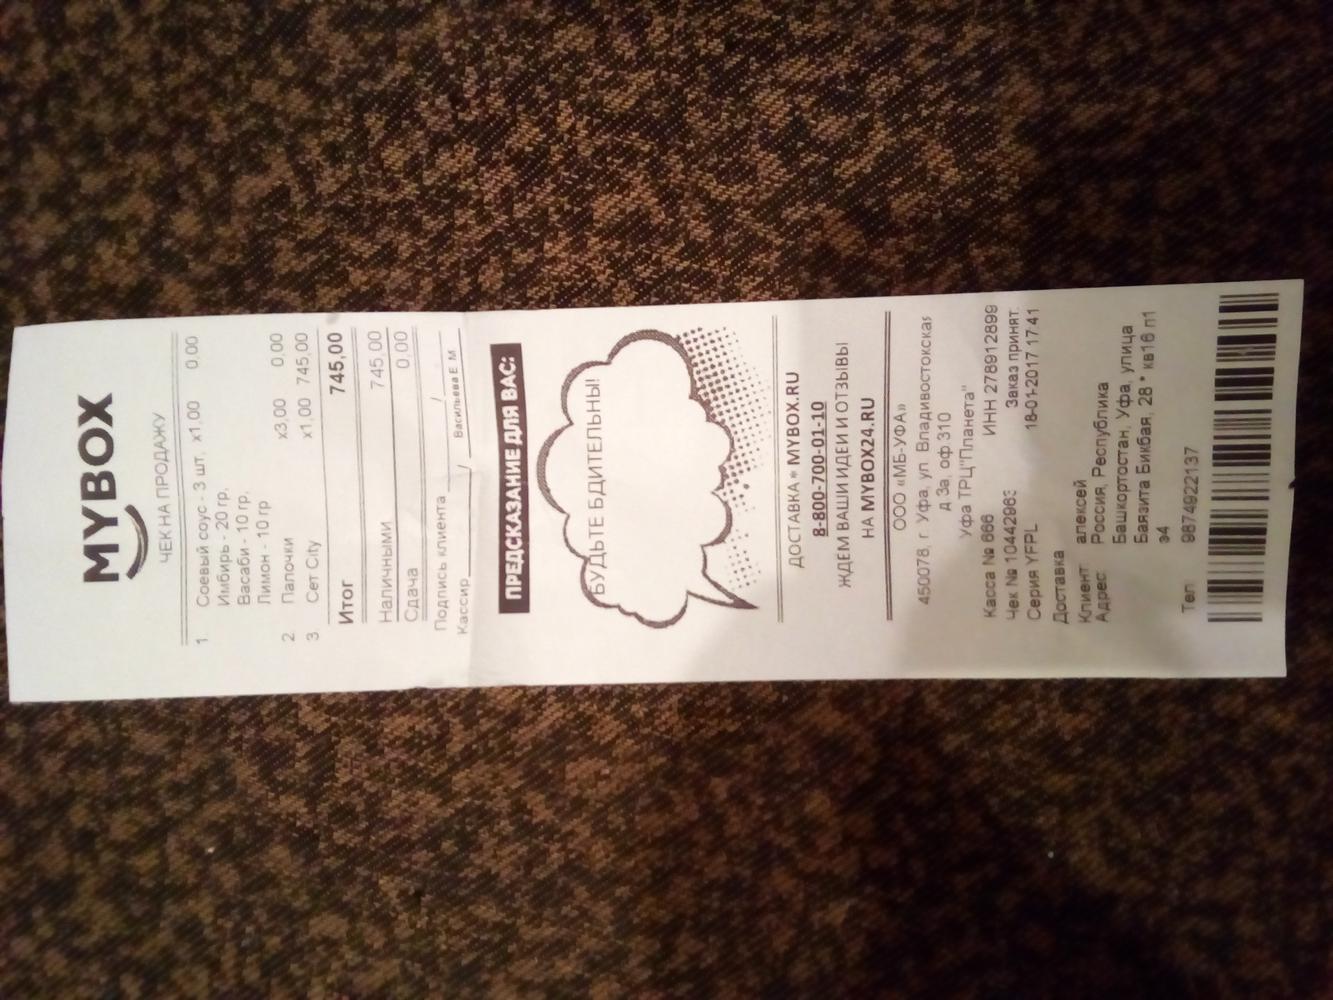 MYBOX
ЧЕК НА ПРОДАЖУ
1 Соевый соус - 3 шт, x1,00 0,00
Имбирь - 20 гр,
Васаби - 10 гр,
Лимон - 10 гр
2 Палочки x3,00 0,00
3 Сет City x1,00 745,00
Итог 745,00
Наличными 745,00
Сдача 0,00
Подпись клиента / /
Кассир / Васильева Е. М
ПРЕДСКАЗАНИЕ ДЛЯ ВАС:
БУДЬТЕ БДИТЕЛЬНЫ!
ДОСТАВКА * MYBOX.RU
8-800-700-01-10
ЖДЕМ ВАШИ ИДЕИ И ОТЗЫВЫ
НА MYBOX24.RU
ООО «МБ-УФА»
450078, г. Уфа, ул. Владивостокская
д. 3а, оф 310
Уфа ТРЦ"Планета"
Касса № 666 ИНН 278912899
Чек № 10442963 Заказ принят:
Серия YFPL 18-01-2017 17:41
Доставка
Клиент: алексей
Адрес: Россия, Республика
Башкортостан, Уфа, улица
Баязита Бикбая, 28 * кв16 п1
э4
Тел 9874922137